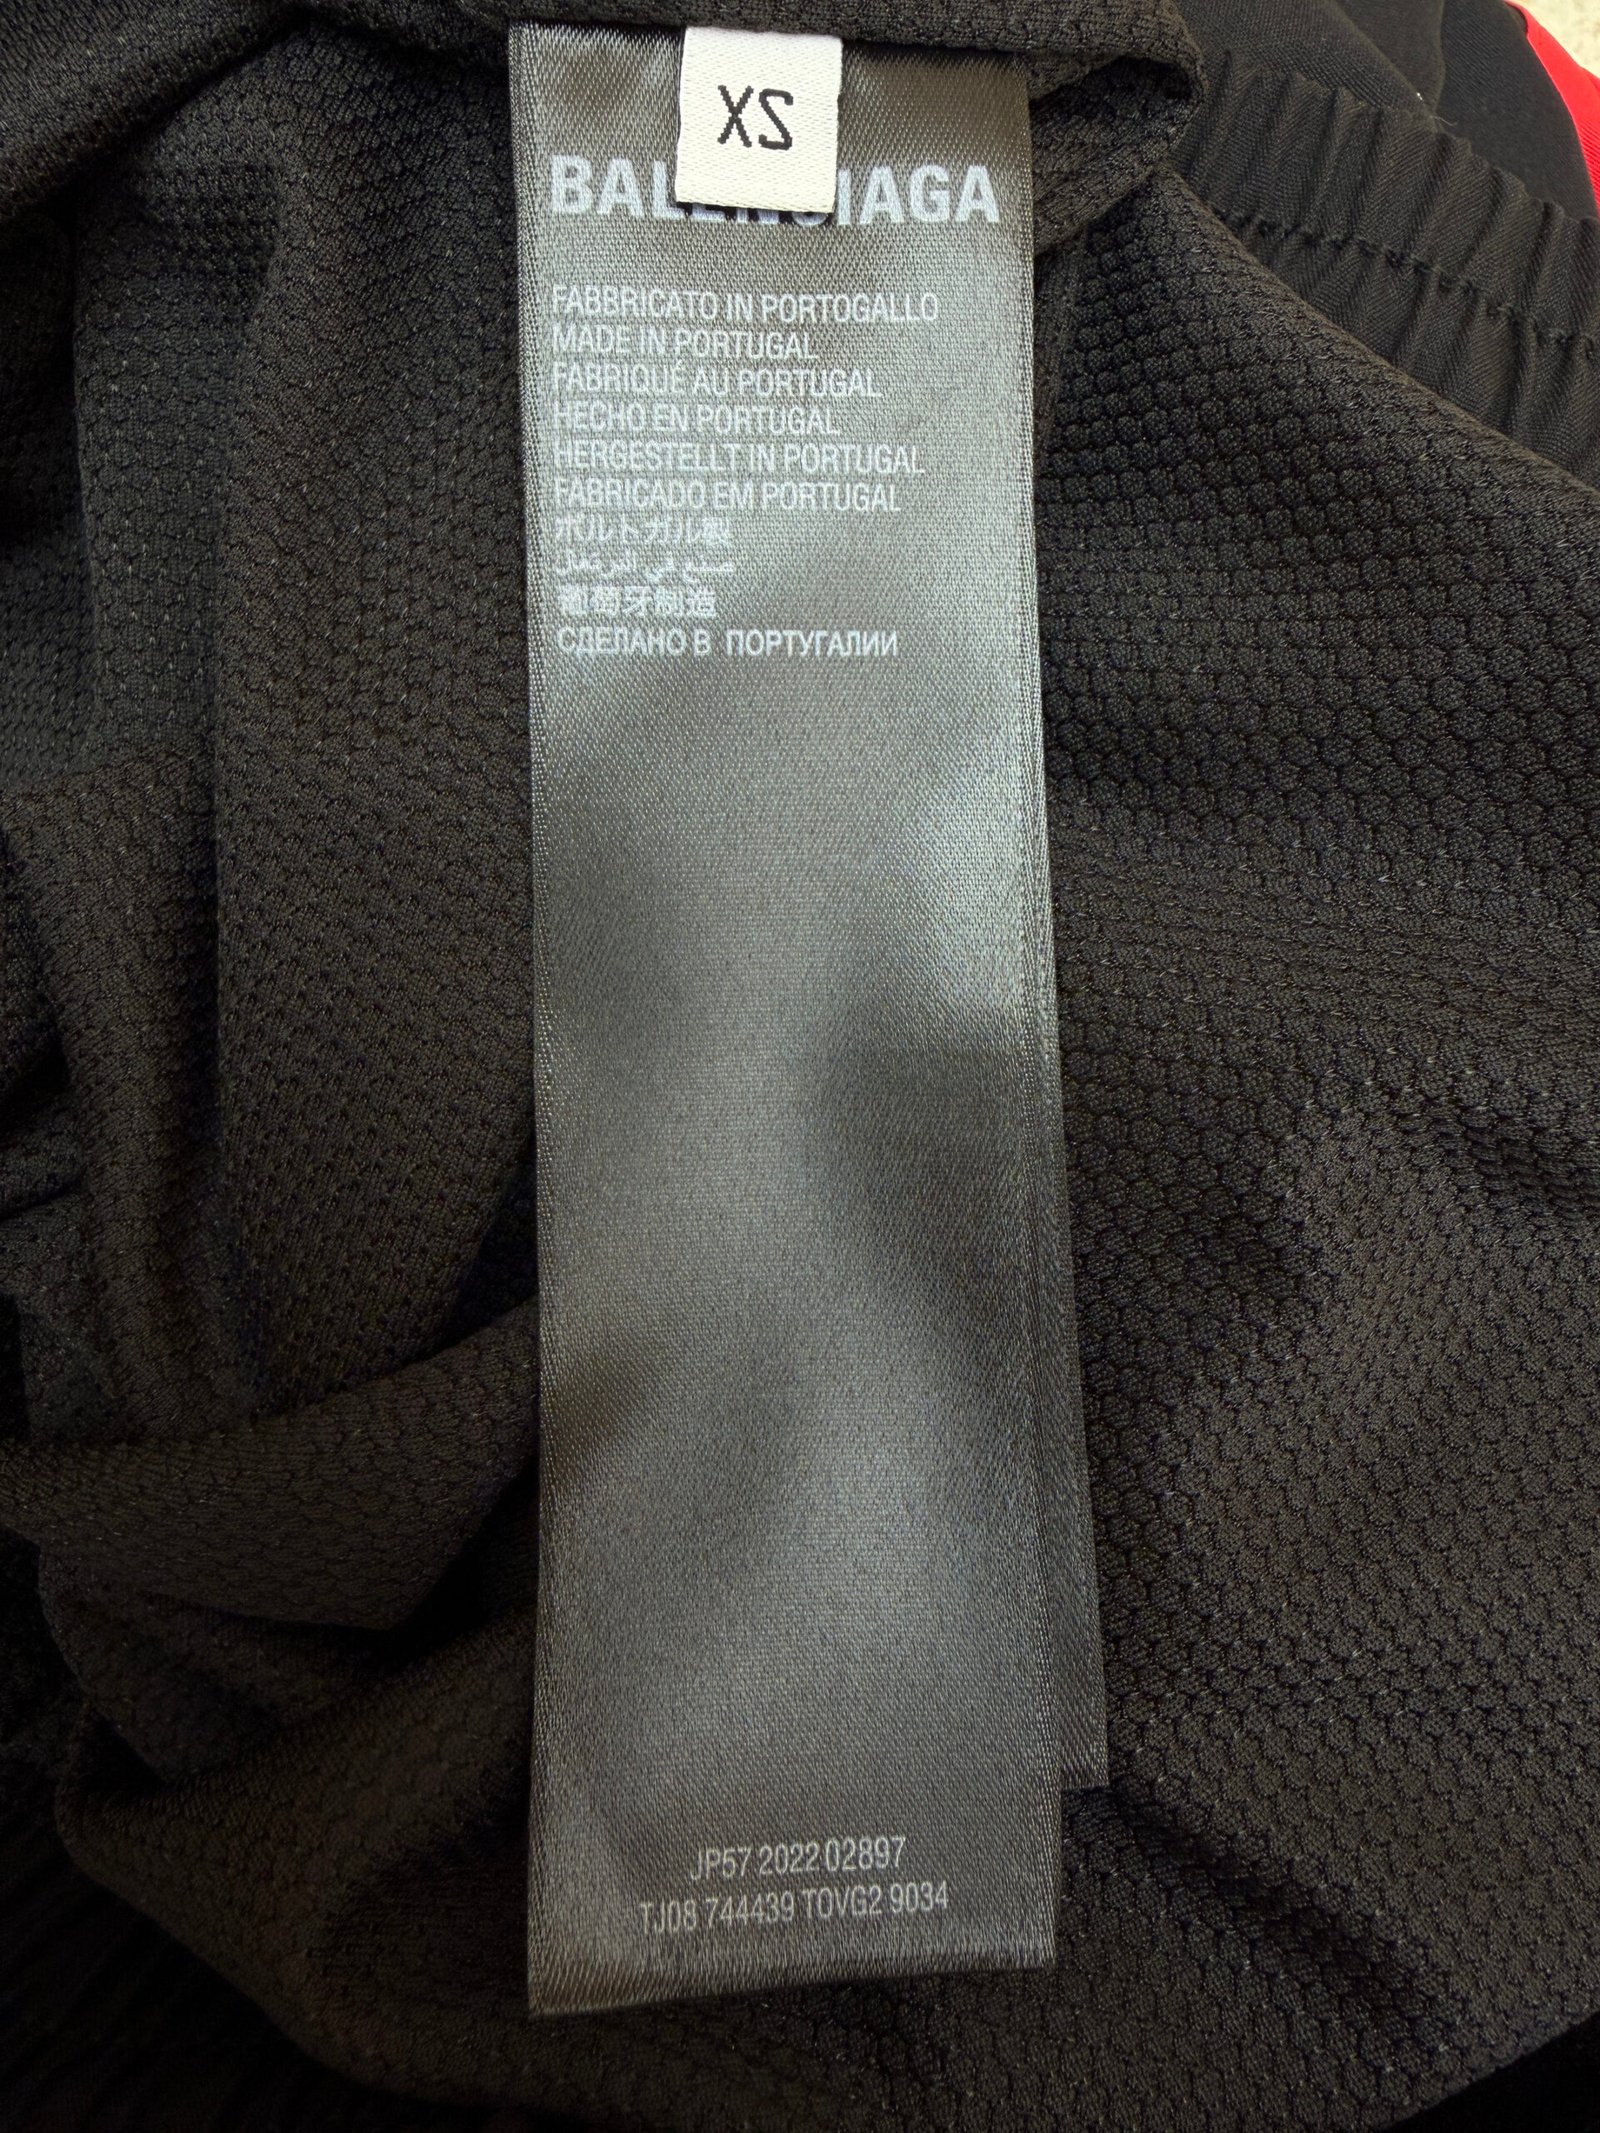 XS
BALENCIAGA
FABBRICATO IN PORTOGALLO
MADE IN PORTUGAL
FABRIQUÉ AU PORTUGAL
HECHO EN PORTUGAL
HERGESTELLT IN PORTUGAL
FABRICADO EM PORTUGAL
ポルトガル製
صنع في البرتغال
葡萄牙制造
СДЕЛАНО В ПОРТУГАЛИИ
JP57 2022 02897
TJ08 744439 TOVG2 9034